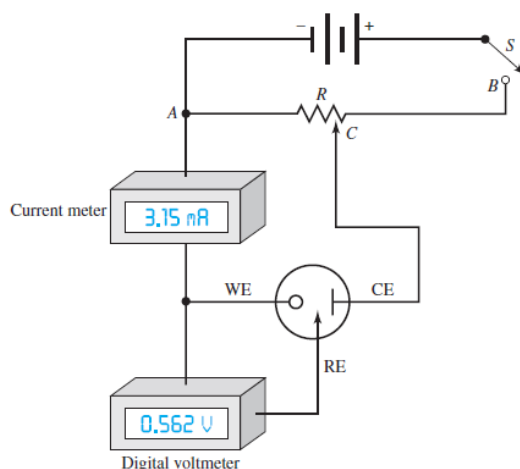 − +
S
B
R
A
C
Current meter
3.15 mA
WE
CE
RE
0.562 V
Digital voltmeter